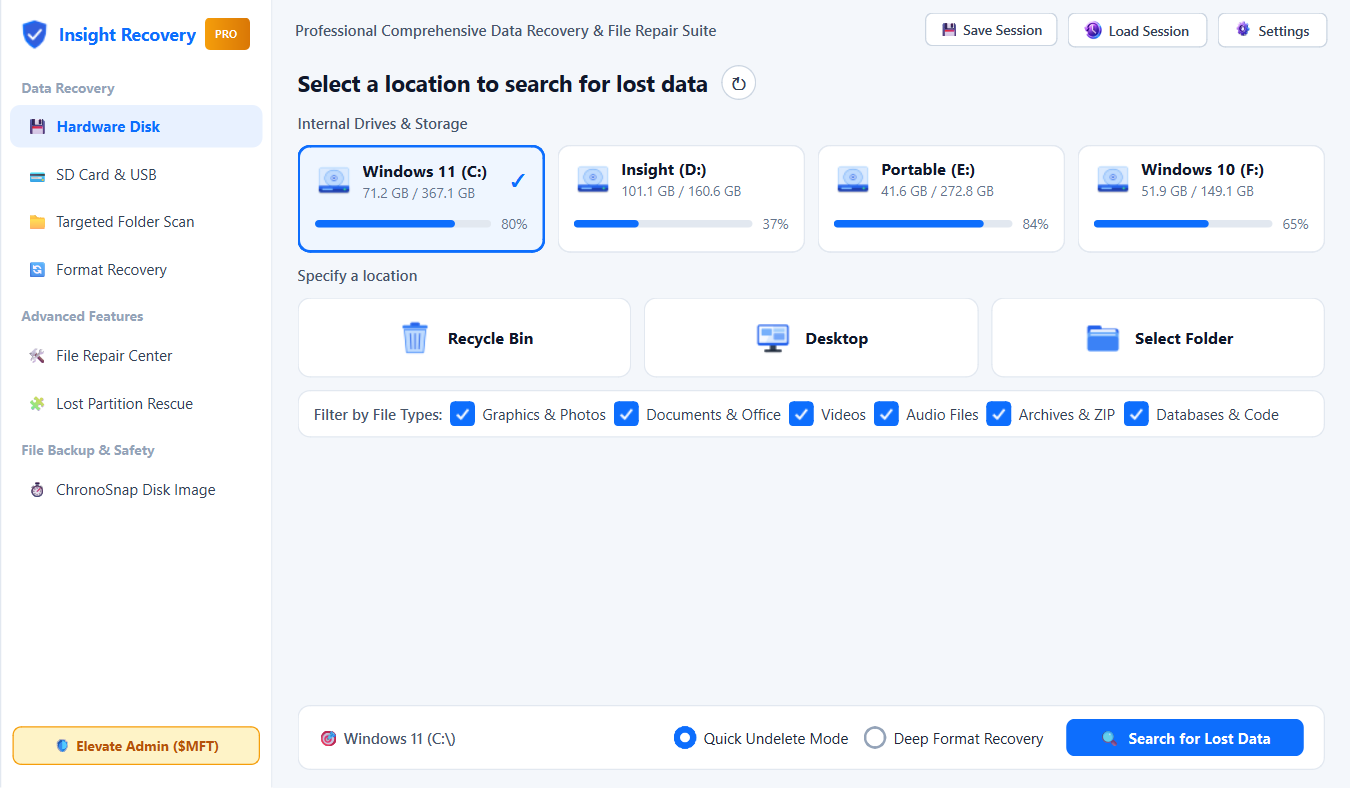 Insight Recovery PRO
Data Recovery
Hardware Disk
SD Card & USB
Targeted Folder Scan
Format Recovery
Advanced Features
File Repair Center
Lost Partition Rescue
File Backup & Safety
ChronoSnap Disk Image
Elevate Admin ($MFT)
Professional Comprehensive Data Recovery & File Repair Suite
Save Session
Load Session
Settings
Select a location to search for lost data
Internal Drives & Storage
Windows 11 (C:)
71.2 GB / 367.1 GB
80%
Insight (D:)
101.1 GB / 160.6 GB
37%
Portable (E:)
41.6 GB / 272.8 GB
84%
Windows 10 (F:)
51.9 GB / 149.1 GB
65%
Specify a location
Recycle Bin
Desktop
Select Folder
Filter by File Types: Graphics & Photos Documents & Office Videos Audio Files Archives & ZIP Databases & Code
Windows 11 (C:\)
Quick Undelete Mode
Deep Format Recovery
Search for Lost Data